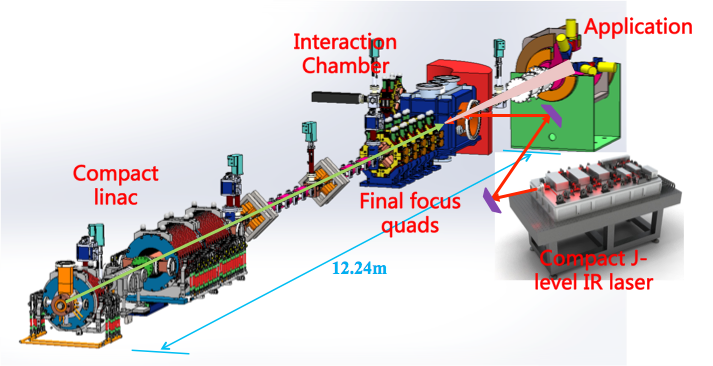 Application
Interaction
Chamber
Compact
linac
Final focus
quads
12.24m
Compact J-
level IR laser